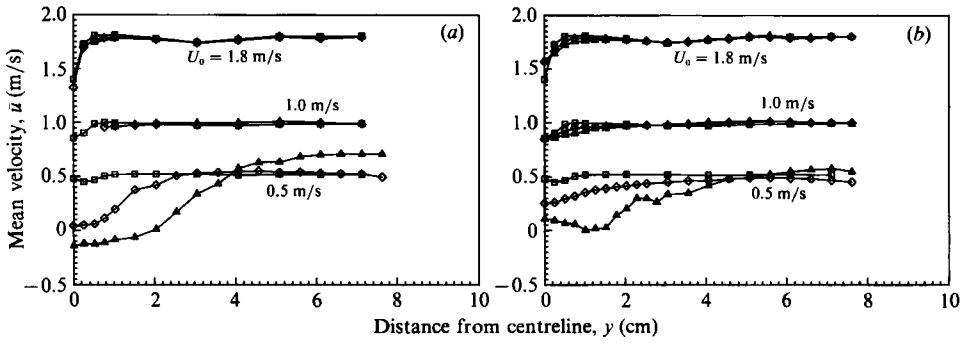 2.0
1.5
1.0
0.5
0
−0.5
Mean velocity, ū (m/s)
(a)
U₀ = 1.8 m/s
1.0 m/s
0.5 m/s
0 2 4 6 8 10
2.0
1.5
1.0
0.5
0
−0.5
(b)
U₀ = 1.8 m/s
1.0 m/s
0.5 m/s
0 2 4 6 8 10
Distance from centreline, y (cm)